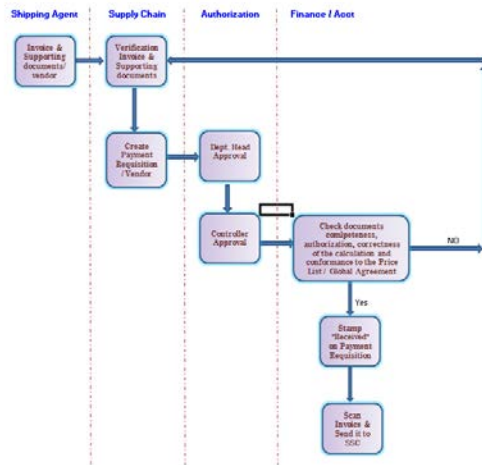 Shipping Agent
Supply Chain
Authorization
Finance / Acct
Invoice &
Supporting
documents/
vendor
Verification
Invoice &
Supporting
documents
Create
Payment
Requisition
/ Vendor
Dept. Head
Approval
Controller
Approval
Check documents
completeness,
authorization, correctness
of the calculation and
conformance to the Price
List / Global Agreement
NO
Yes
Stamp
"Received"
on Payment
Requisition
Scan
Invoice &
Send it to
SSC